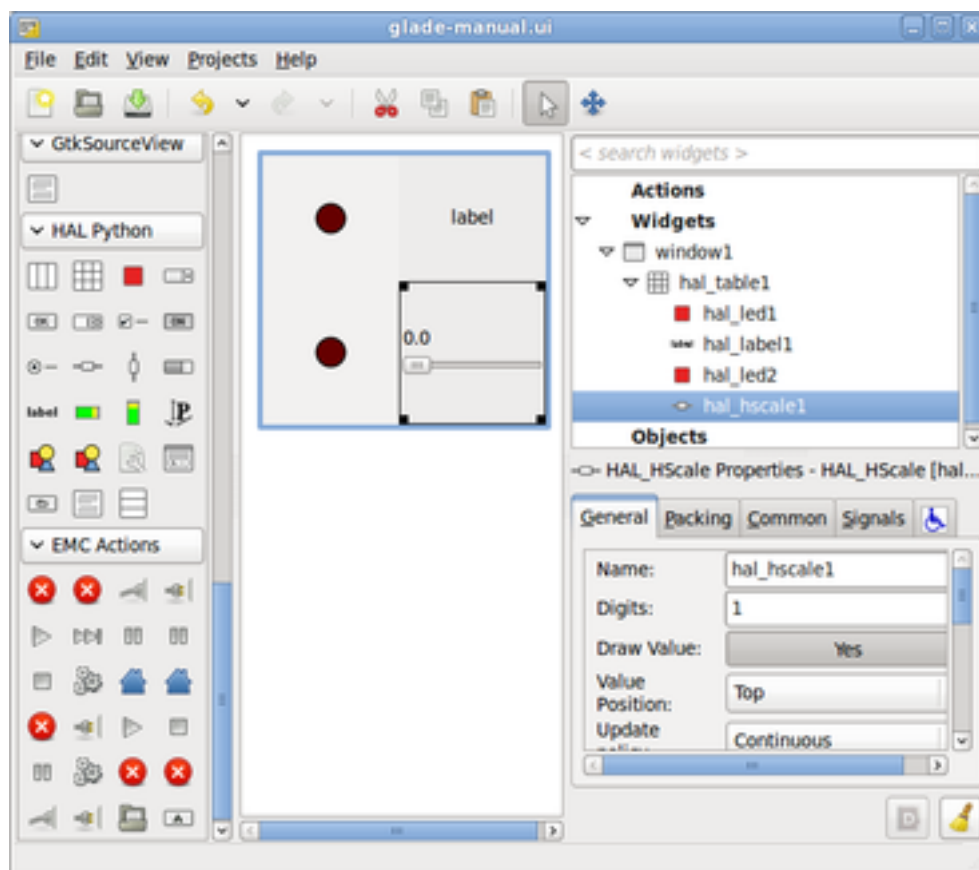 glade-manual.ui
File Edit View Projects Help
GtkSourceView
HAL Python
label
EMC Actions
label
0.0
< search widgets >
Actions
Widgets
window1
hal_table1
hal_led1
hal_label1
hal_led2
hal_hscale1
Objects
HAL_HScale Properties - HAL_HScale [hal...
General Packing Common Signals
Name: hal_hscale1
Digits: 1
Draw Value: Yes
Value
Position: Top
Update
Continuous